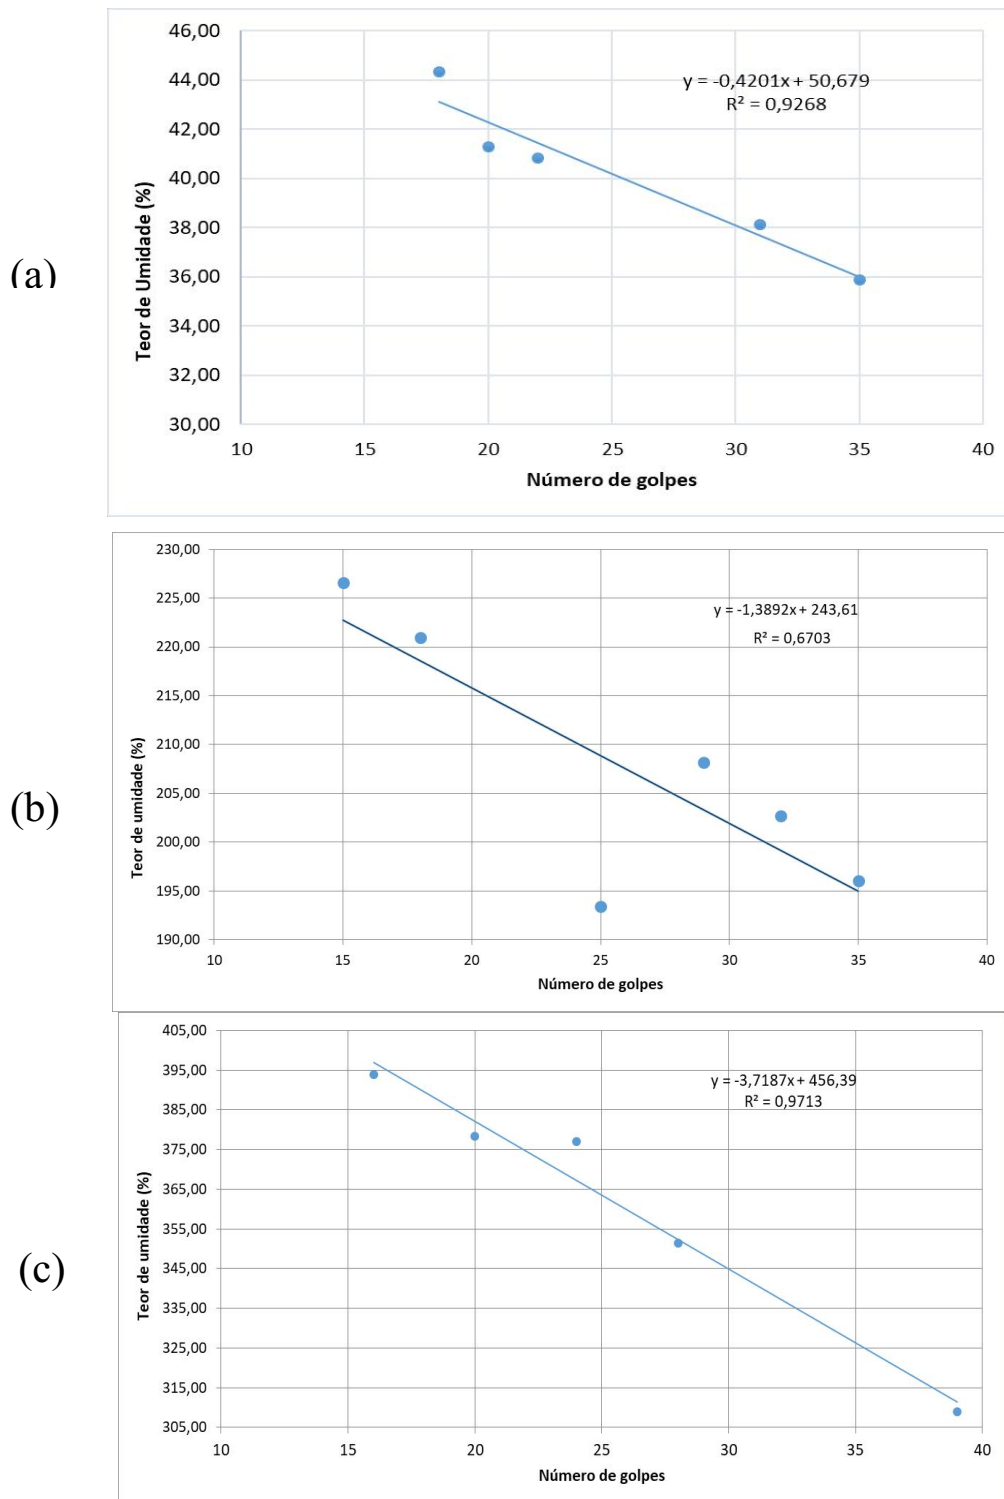 (a)
46,00
44,00
42,00
40,00
38,00
36,00
34,00
32,00
30,00
Teor de Umidade (%)
y = -0,4201x + 50,679
R² = 0,9268
10 15 20 25 30 35 40
Número de golpes
(b)
230,00
225,00
220,00
215,00
210,00
205,00
200,00
195,00
190,00
Teor de umidade (%)
y = -1,3892x + 243,61
R² = 0,6703
10 15 20 25 30 35 40
Número de golpes
(c)
405,00
395,00
385,00
375,00
365,00
355,00
345,00
335,00
325,00
315,00
305,00
Teor de umidade (%)
y = -3,7187x + 456,39
R² = 0,9713
10 15 20 25 30 35 40
Número de golpes